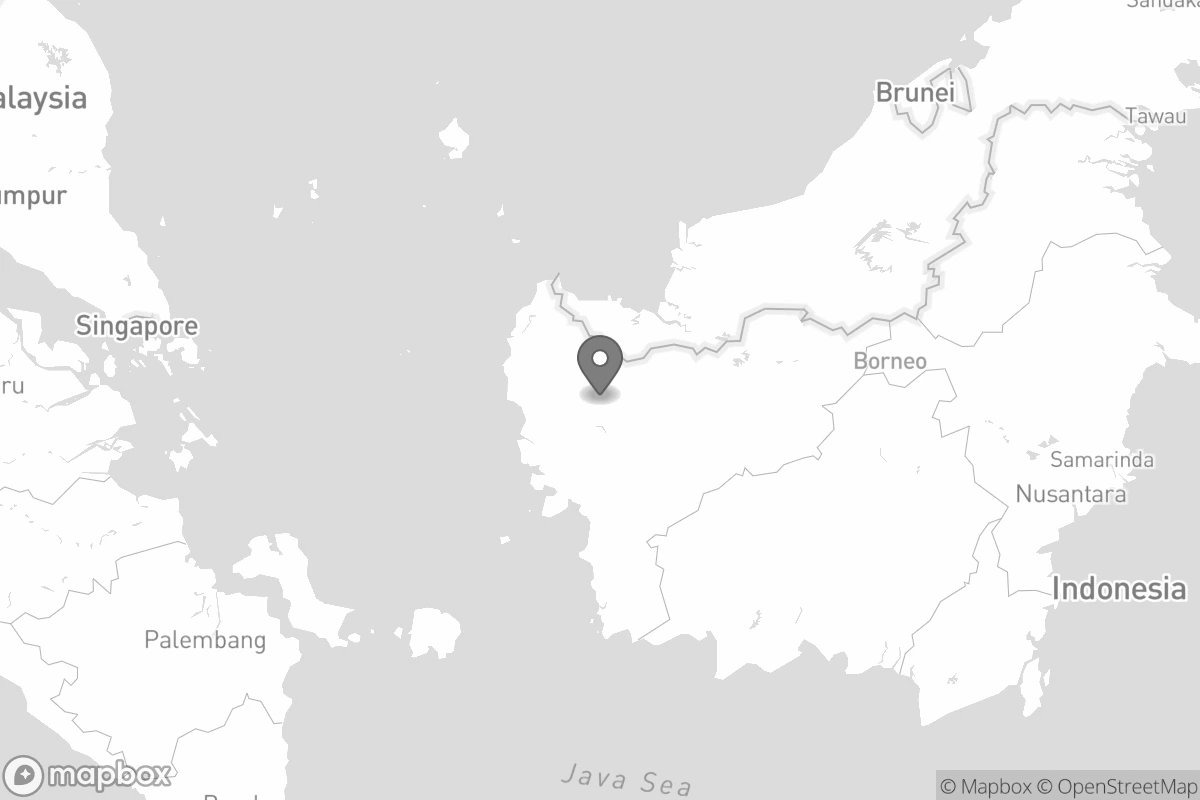 Sandaka
alaysia
Brunei
Tawau
umpur
Singapore
Borneo
ru
Samarinda
Nusantara
Indonesia
Palembang
Java Sea
mapbox
© Mapbox © OpenStreetMap